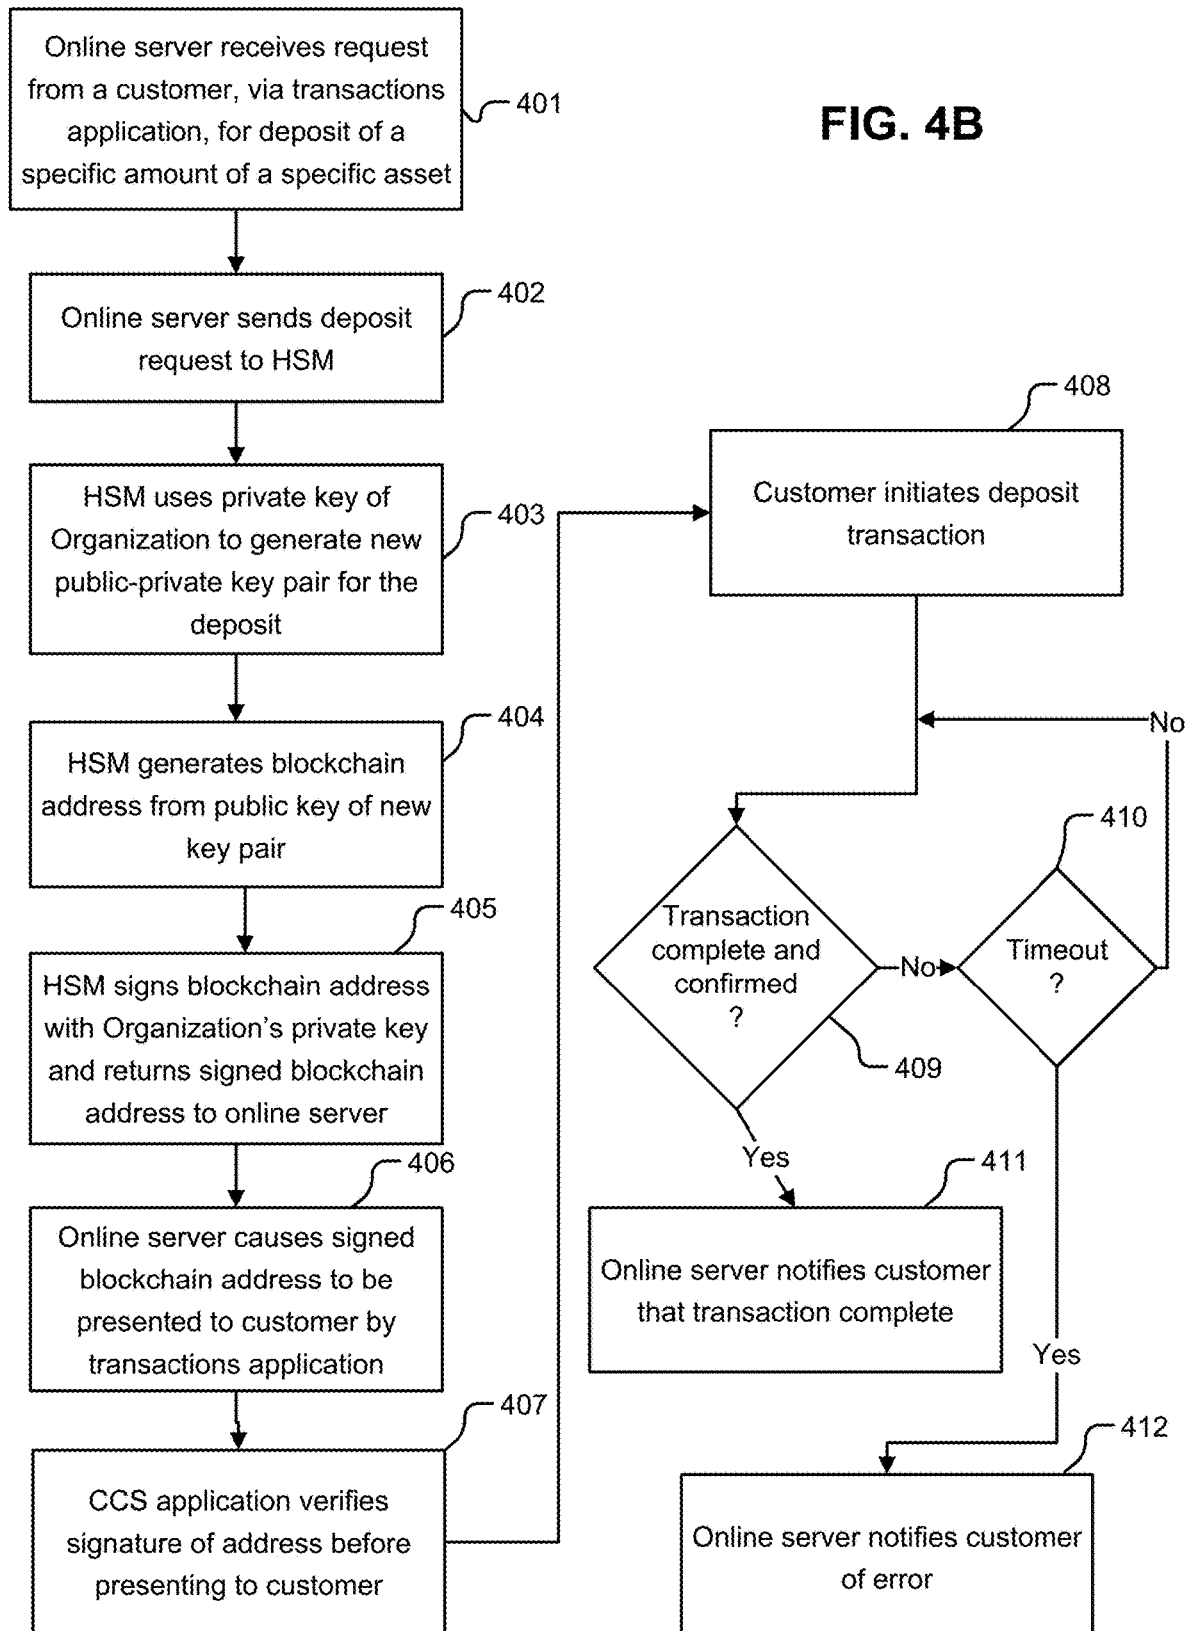 Online server receives request
from a customer, via transactions
application, for deposit of a
specific amount of a specific asset
401
FIG. 4B
Online server sends deposit
request to HSM
402
HSM uses private key of
Organization to generate new
public-private key pair for the
deposit
403
HSM generates blockchain
address from public key of new
key pair
404
HSM signs blockchain address
with Organization's private key
and returns signed blockchain
address to online server
405
Online server causes signed
blockchain address to be
presented to customer by
transactions application
406
CCS application verifies
signature of address before
presenting to customer
407
Customer initiates deposit
transaction
408
Transaction
complete and
confirmed
?
409
No
Timeout
?
410
No
Yes
Online server notifies customer
that transaction complete
411
Yes
Online server notifies customer
of error
412